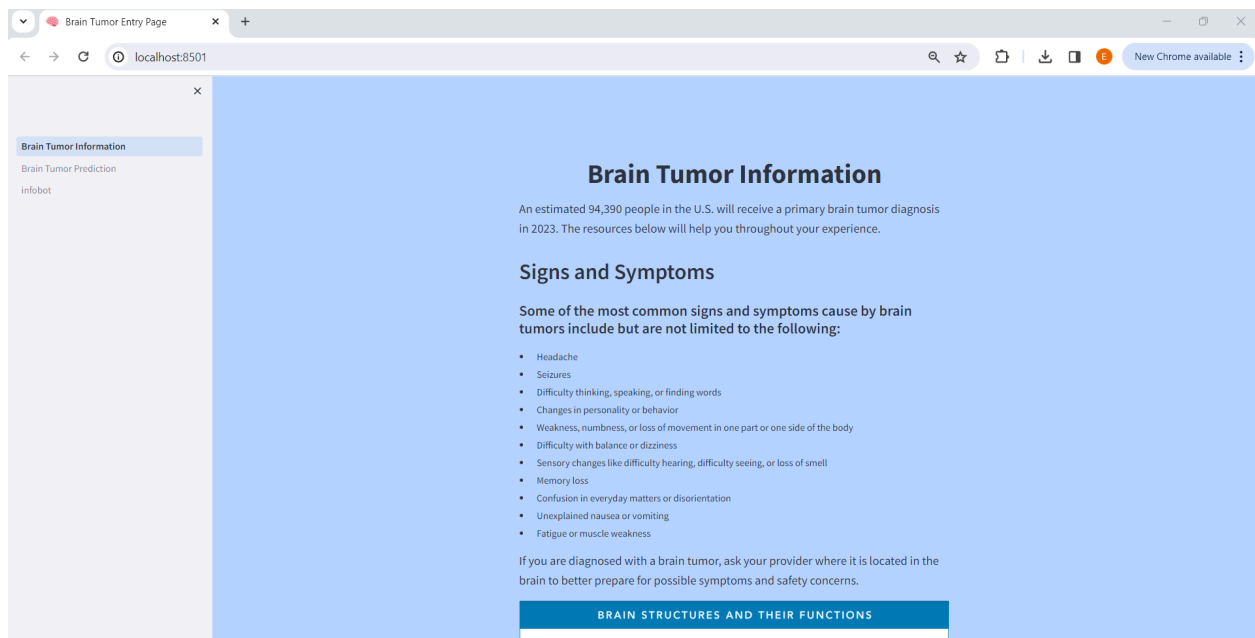 Brain Tumor Entry Page
localhost:8501
E
New Chrome available
Brain Tumor Information
Brain Tumor Prediction
infobot
Brain Tumor Information
An estimated 94,390 people in the U.S. will receive a primary brain tumor diagnosis
in 2023. The resources below will help you throughout your experience.
Signs and Symptoms
Some of the most common signs and symptoms cause by brain
tumors include but are not limited to the following:
Headache
Seizures
Difficulty thinking, speaking, or finding words
Changes in personality or behavior
Weakness, numbness, or loss of movement in one part or one side of the body
Difficulty with balance or dizziness
Sensory changes like difficulty hearing, difficulty seeing, or loss of smell
Memory loss
Confusion in everyday matters or disorientation
Unexplained nausea or vomiting
Fatigue or muscle weakness
If you are diagnosed with a brain tumor, ask your provider where it is located in the
brain to better prepare for possible symptoms and safety concerns.
BRAIN STRUCTURES AND THEIR FUNCTIONS